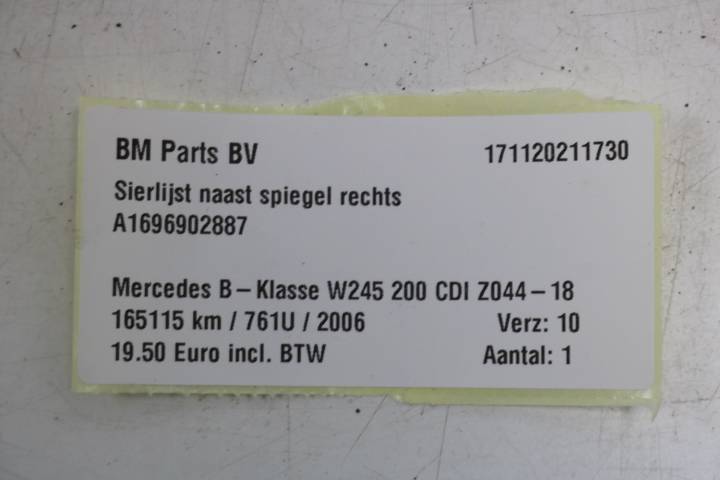 BM Parts BV 171120211730
Sierlijst naast spiegel rechts
A1696902887
Mercedes B-Klasse W245 200 CDI Z044-18
165115 km / 761U / 2006 Verz: 10
19.50 Euro incl. BTW Aantal: 1